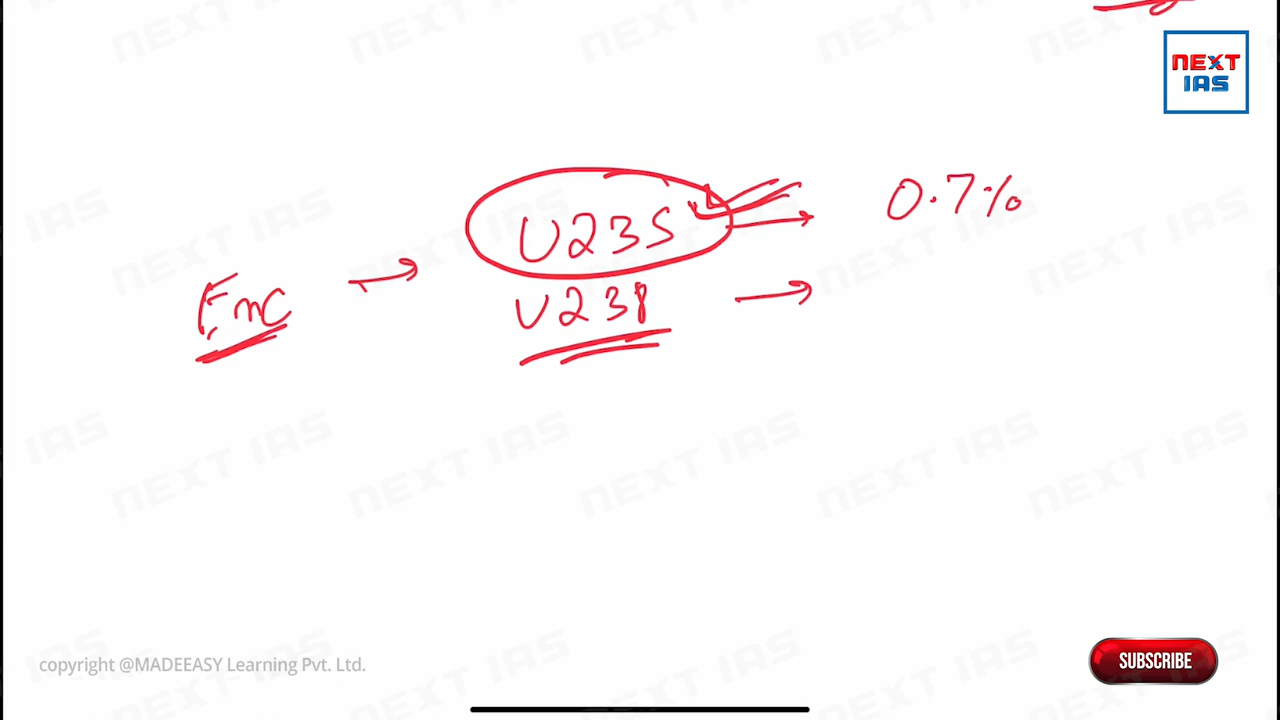 NEXT
IAS
U235 → 0.7%
Enc →
U238 →
copyright @MADEEASY Learning Pvt. Ltd.
SUBSCRIBE